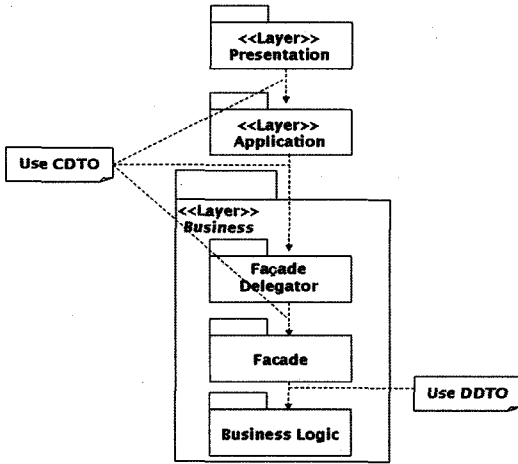 <<Layer>>
Presentation
<<Layer>>
Application
Use CDTO
<<Layer>>
Business
Façade
Delegator
Facade
Use DDTO
Business Logic